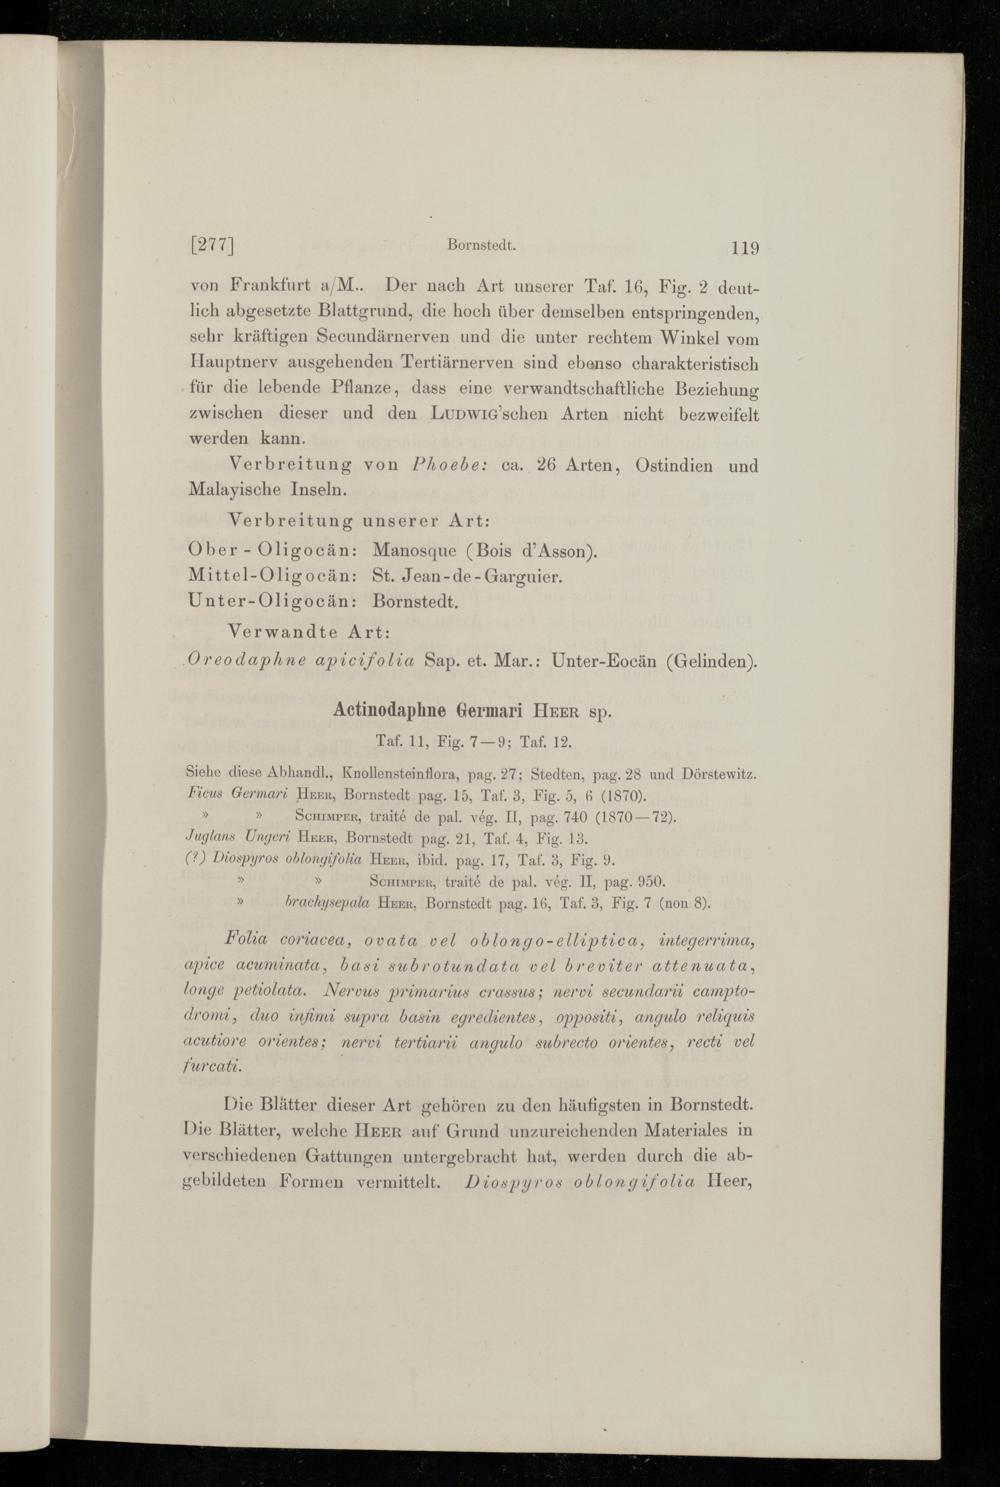 [277] Bornstedt. 119
von Frankfurt a/M.. Der nach Art unserer Taf. 16, Fig. 2 deut-
lich abgesetzte Blattgrund, die hoch über demselben entspringenden,
sehr kräftigen Secundärnerven und die unter rechtem Winkel vom
Hauptnerv ausgehenden Tertiärnerven sind ebenso charakteristisch
für die lebende Pflanze, dass eine verwandtschaftliche Beziehung
zwischen dieser und den LUDWIG'schen Arten nicht bezweifelt
werden kann.
Verbreitung von Phoebe: ca. 26 Arten, Ostindien und
Malayische Inseln.
Verbreitung unserer Art:
Ober-Oligocän: Manosque (Bois d'Asson).
Mittel-Oligocän: St. Jean-de-Garguier.
Unter-Oligocän: Bornstedt.
Verwandte Art:
Oreodaphne apicifolia Sap. et. Mar.: Unter-Eocän (Gelinden).
Actinodaphne Germari HEER sp.
Taf. 11, Fig. 7—9; Taf. 12.
Siehe diese Abhandl., Knollensteinflora, pag. 27; Stedten, pag. 28 und Dörstewitz.
Ficus Germari HEER, Bornstedt pag. 15, Taf. 3, Fig. 5, 6 (1870).
» » SCHIMPER, traité de pal. vég. II, pag. 740 (1870—72).
Juglans Ungeri HEER, Bornstedt pag. 21, Taf. 4, Fig. 13.
(?) Diospyros oblongifolia HEER, ibid. pag. 17, Taf. 3, Fig. 9.
» » SCHIMPER, traité de pal. vég. II, pag. 950.
» brachysepala HEER, Bornstedt pag. 16, Taf. 3, Fig. 7 (non 8).
Folia coriacea, ovata vel oblongo-elliptica, integerrima,
apice acuminata, basi subrotundata vel breviter attenuata,
longe petiolata. Nervus primarius crassus; nervi secundarii campto-
dromi, duo infimi supra basin egredientes, oppositi, angulo reliquis
acutiore orientes; nervi tertiarii angulo subrecto orientes, recti vel
furcati.
Die Blätter dieser Art gehören zu den häufigsten in Bornstedt.
Die Blätter, welche HEER auf Grund unzureichenden Materiales in
verschiedenen Gattungen untergebracht hat, werden durch die ab-
gebildeten Formen vermittelt. Diospyros oblongifolia Heer,